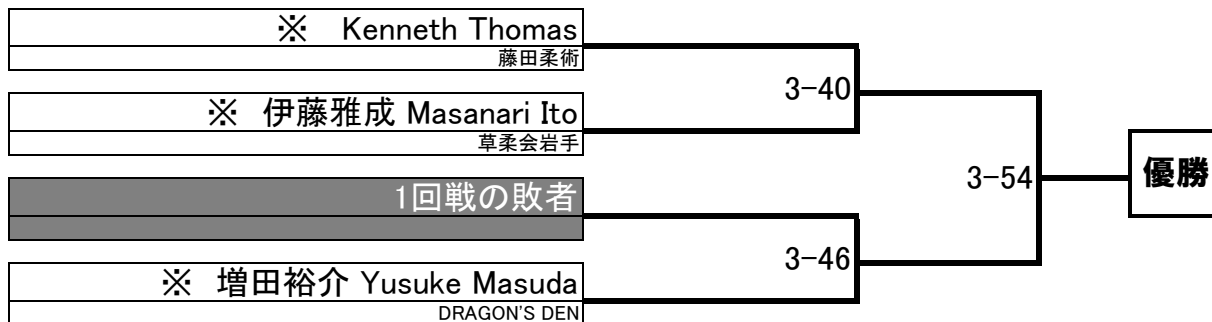 ※ Kenneth Thomas
藤田柔術
3-40
※ 伊藤雅成 Masanari Ito
草柔会岩手
3-54
優勝
1回戦の敗者
3-46
※ 増田裕介 Yusuke Masuda
DRAGON'S DEN